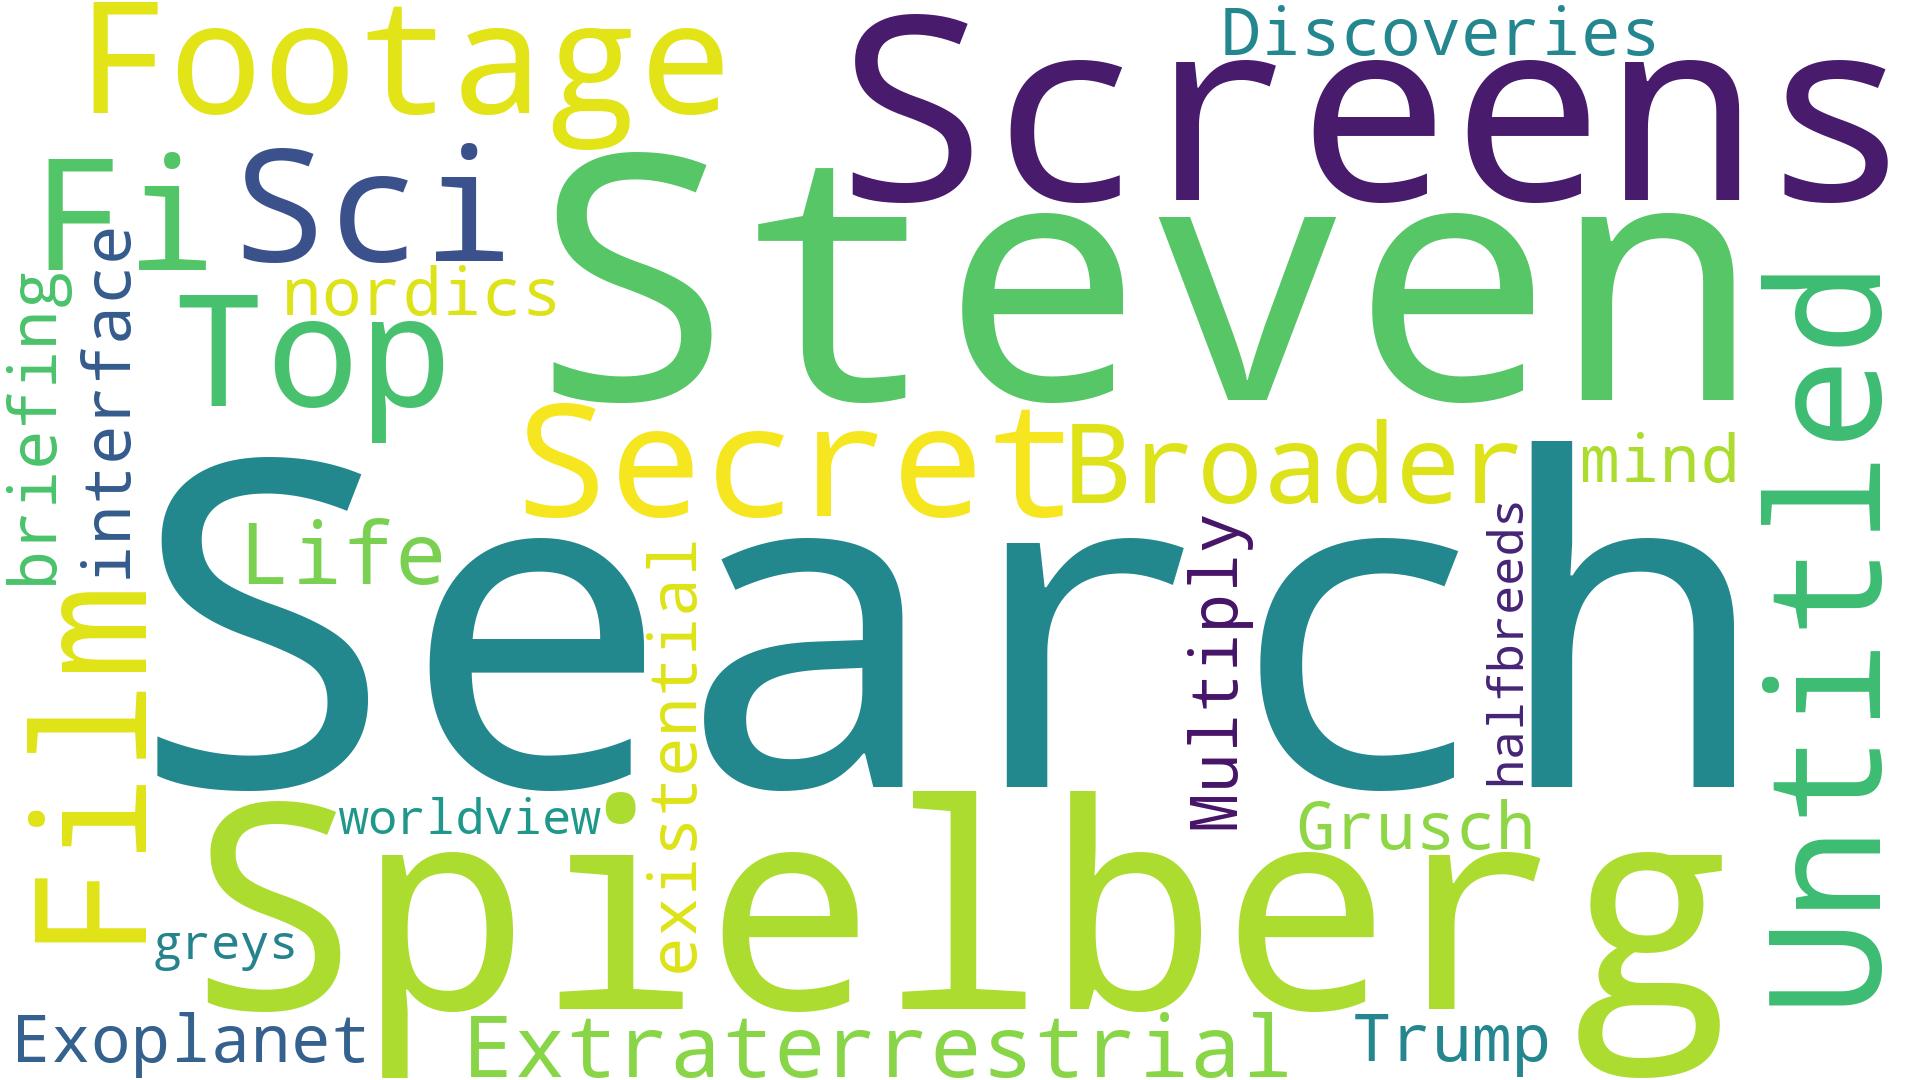 Footage
Screens
Discoveries
Fi
Sci
Steven
nordics
Top
briefing
interface
Untitled
Secret
Broader
mind
Search
Life
existential
Multiply
halfbreeds
Film
worldview
Grusch
Spielberg
greys
Exoplanet
Extraterrestrial
Trump